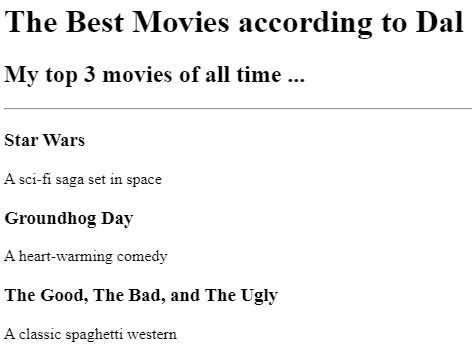 The Best Movies according to Dal
My top 3 movies of all time ...
Star Wars
A sci-fi saga set in space
Groundhog Day
A heart-warming comedy
The Good, The Bad, and The Ugly
A classic spaghetti western